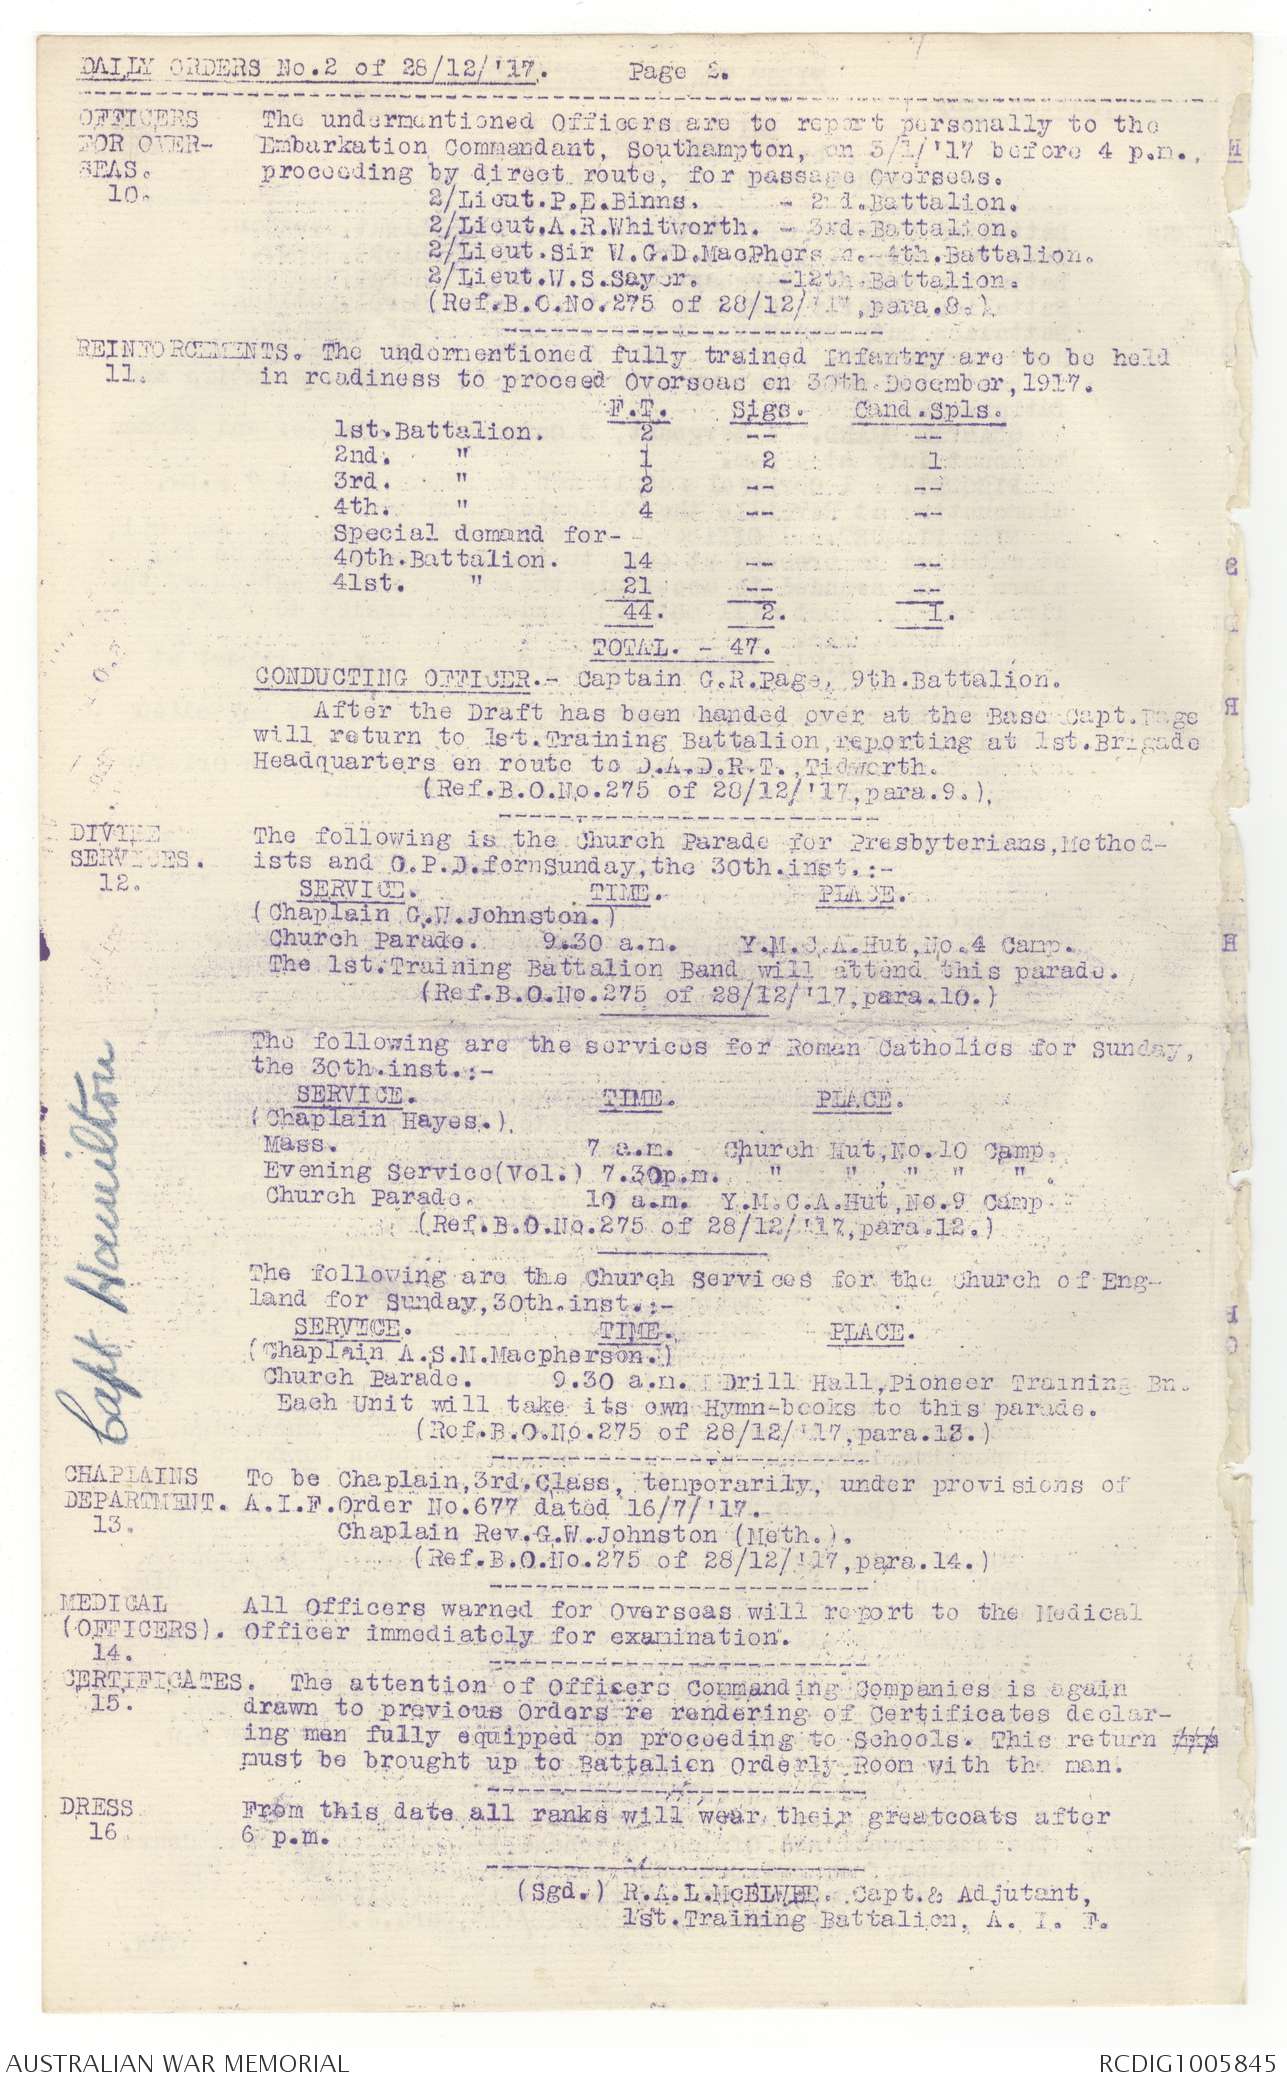 DAILY ORDERS No.2 of 28/12/'17. Page 2.
OFFICERS The undermentioned Officers are to report personally to the
FOR OVER- Embarkation Commandant, Southampton, on 3/1/'17 before 4 p.m.,
SEAS. proceeding by direct route, for passage Overseas.
10. 2/Lieut.P.E.Binns. - 2nd.Battalion.
2/Lieut.A.R.Whitworth. - 3rd.Battalion.
2/Lieut.Sir W.G.D.MacPherson.-4th.Battalion.
2/Lieut.W.S.Sayer. -12th.Battalion.
(Ref.B.O.No.275 of 28/12/'17,para.8.)
REINFORCEMENTS. The undermentioned fully trained Infantry are to be held
11. in readiness to proceed Overseas on 30th.December,1917.
F.T. Sigs. Cand.Spls.
1st.Battalion. 2 -- --
2nd. " 1 2 1
3rd. " 2 -- --
4th. " 4 -- --
Special demand for-
40th.Battalion. 14 -- --
41st. " 21 -- --
44. 2. 1.
TOTAL. - 47.
CONDUCTING OFFICER.- Captain G.R.Page, 9th.Battalion.
After the Draft has been handed over at the Base Capt.Page
will return to 1st.Training Battalion,reporting at 1st.Brigade
Headquarters en route to D.A.D.R.T.,Tidworth.
(Ref.B.O.No.275 of 28/12/'17,para.9.)
DIVINE The following is the Church Parade for Presbyterians,Method-
SERVICES. ists and O.P.D.fornSunday,the 30th.inst.:-
12. SERVICE. TIME. PLACE.
(Chaplain G.W.Johnston.)
Church Parade. 9.30 a.m. Y.M.C.A.Hut,No.4 Camp.
The 1st.Training Battalion Band will attend this parade.
(Ref.B.O.No.275 of 28/12/'17,para.10.)
The following are the services for Roman Catholics for Sunday,
the 30th.inst.:-
SERVICE. TIME. PLACE.
(Chaplain Hayes.)
Mass. 7 a.m. Church Hut,No.10 Camp.
Evening Service(Vol.) 7.30p.m. " " , " " " .
Church Parade. 10 a.m. Y.M.C.A.Hut,No.9 Camp.
(Ref.B.O.No.275 of 28/12/'17,para.12.)
Capt Hamilton
The following are the Church Services for the Church of Eng-
land for Sunday,30th.inst.:-
SERVICE. TIME. PLACE.
(Chaplain A.S.M.Macpherson.)
Church Parade. 9.30 a.m. Drill Hall,Pioneer Training Bn.
Each Unit will take its own Hymn-books to this parade.
(Ref.B.O.No.275 of 28/12/'17,para.13.)
CHAPLAINS To be Chaplain,3rd.Class, temporarily, under provisions of
DEPARTMENT. A.I.F.Order No.677 dated 16/7/'17.
13. Chaplain Rev.G.W.Johnston (Meth.).
(Ref.B.O.No.275 of 28/12/'17,para.14.)
MEDICAL All Officers warned for Overseas will report to the Medical
(OFFICERS). Officer immediately for examination.
14.
CERTIFICATES. The attention of Officers Commanding Companies is again
15. drawn to previous Orders re rendering of Certificates declar-
ing men fully equipped on proceeding to Schools. This return
must be brought up to Battalion Orderly Room with the man.
DRESS From this date all ranks will wear their greatcoats after
16. 6 p.m.
(Sgd.) R.A.L.McELWEE. Capt.& Adjutant,
1st.Training Battalion, A. I. F.
AUSTRALIAN WAR MEMORIAL RCDIG1005845